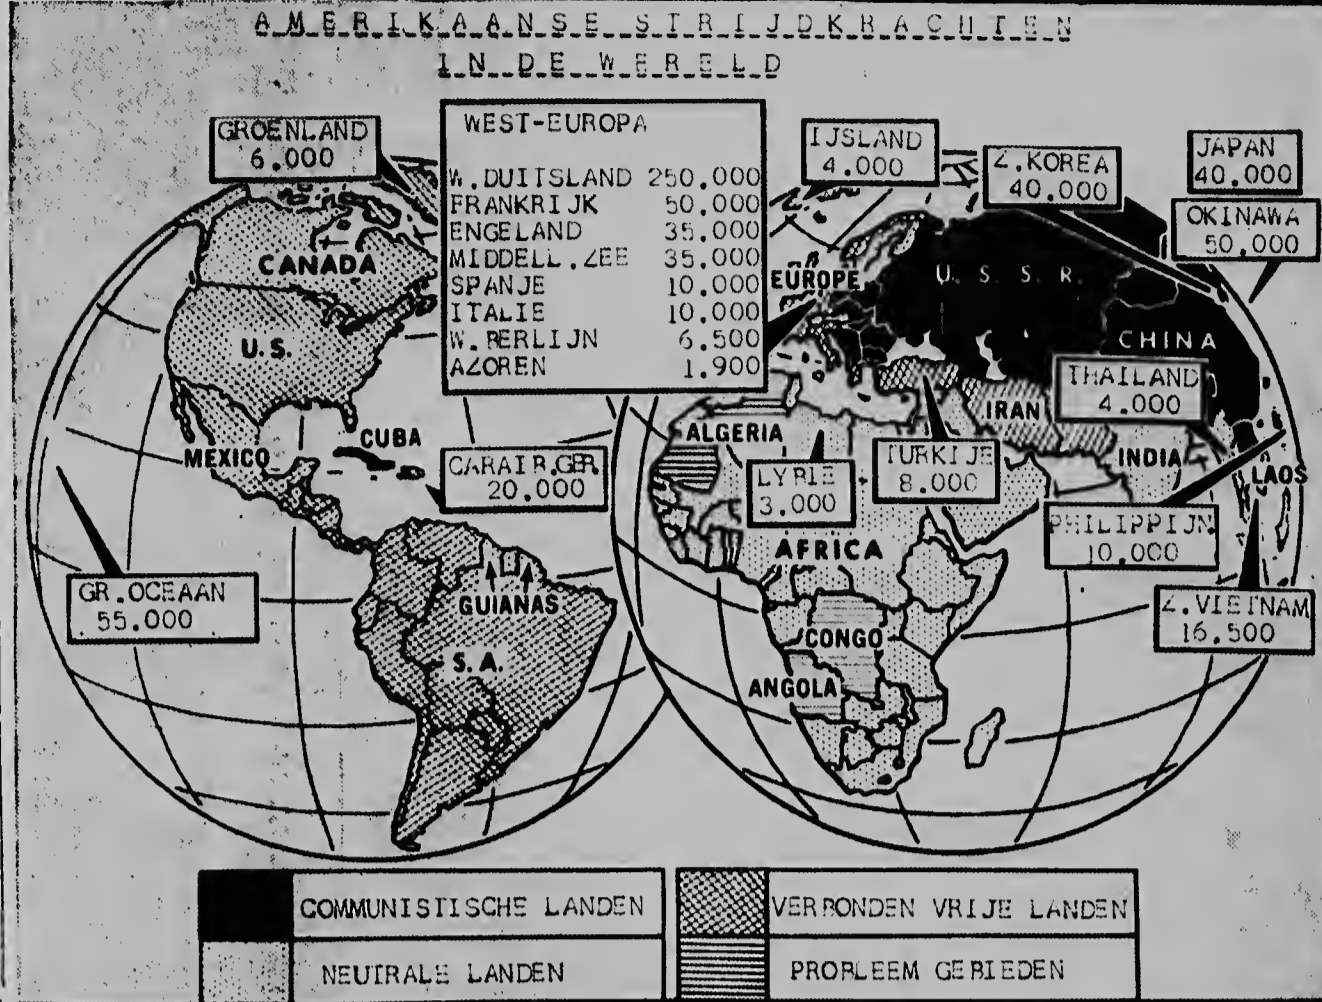 AMERIKAANSE STRIJDKRACHTEN
IN DE WERELD
GROENLAND
6.000
WEST-EUROPA
W.DUITSLAND 250.000
FRANKRIJK 50.000
ENGELAND 35.000
MIDDELL.ZEE 35.000
SPANJE 10.000
ITALIE 10.000
W.BERLIJN 6.500
AZOREN 1.900
IJSLAND
4.000
Z.KOREA
40.000
JAPAN
40.000
OKINAWA
50.000
CANADA
U.S.
MEXICO
CUBA
CARAIB.GEB.
20.000
GR.OCEAAN
55.000
GUIANAS
S.A.
EUROPE
U. S. S. R.
CHINA
THAILAND
4.000
IRAN
INDIA
LAOS
ALGERIA
LYBIE
3.000
TURKIJE
8.000
PHILIPPIJN.
10.000
AFRICA
Z.VIETNAM
16.500
CONGO
ANGOLA
COMMUNISTISCHE LANDEN
VERBONDEN VRIJE LANDEN
NEUTRALE LANDEN
PROBLEEM GEBIEDEN